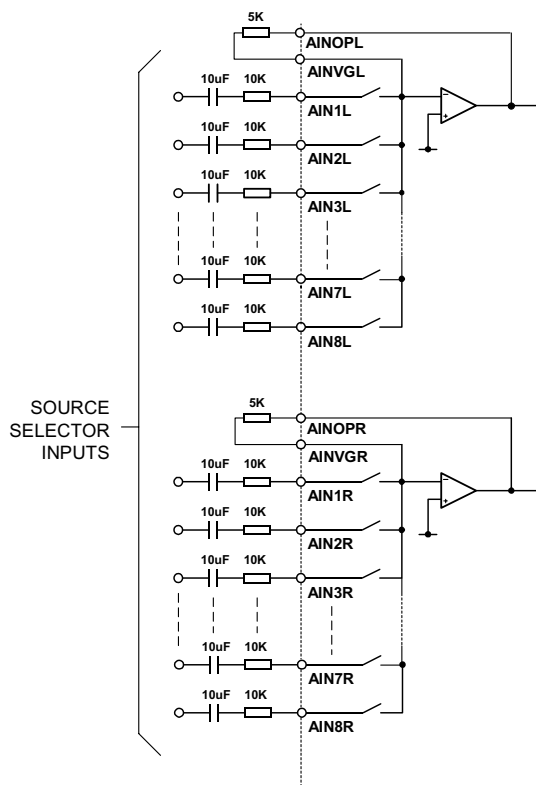 5K
AINOPL
AINVGL
10uF 10K
AIN1L
10uF 10K
AIN2L
10uF 10K
AIN3L
10uF 10K
AIN7L
10uF 10K
AIN8L
SOURCE
SELECTOR
INPUTS
5K
AINOPR
AINVGR
10uF 10K
AIN1R
10uF 10K
AIN2R
10uF 10K
AIN3R
10uF 10K
AIN7R
10uF 10K
AIN8R